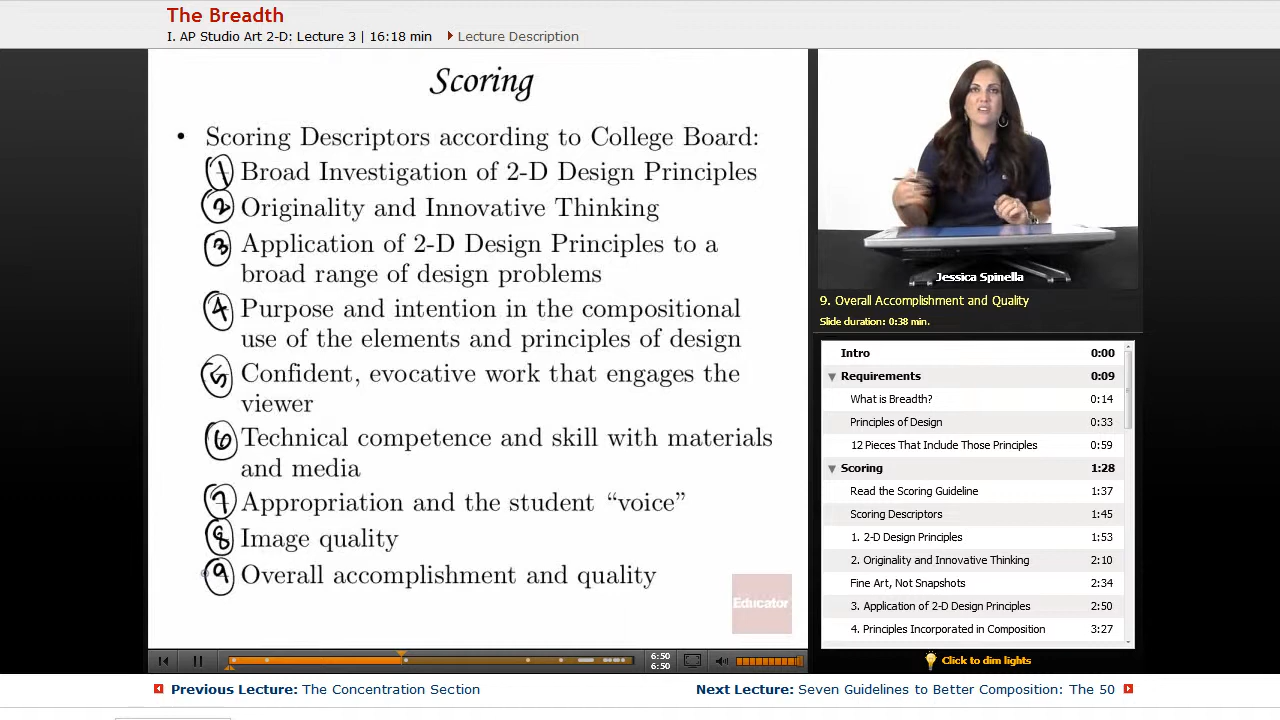 The Breadth
I. AP Studio Art 2-D: Lecture 3 | 16:18 min
Lecture Description
Scoring
• Scoring Descriptors according to College Board:
1 Broad Investigation of 2-D Design Principles
2 Originality and Innovative Thinking
3 Application of 2-D Design Principles to a
broad range of design problems
4 Purpose and intention in the compositional
use of the elements and principles of design
5 Confident, evocative work that engages the
viewer
6 Technical competence and skill with materials
and media
7 Appropriation and the student “voice”
8 Image quality
9 Overall accomplishment and quality
Educator
Jessica Spinella
9. Overall Accomplishment and Quality
Slide duration: 0:38 min.
Intro 0:00
Requirements 0:09
What is Breadth? 0:14
Principles of Design 0:33
12 Pieces That Include Those Principles 0:59
Scoring 1:28
Read the Scoring Guideline 1:37
Scoring Descriptors 1:45
1. 2-D Design Principles 1:53
2. Originality and Innovative Thinking 2:10
Fine Art, Not Snapshots 2:34
3. Application of 2-D Design Principles 2:50
4. Principles Incorporated in Composition 3:27
6:50
6:50
Click to dim lights
Previous Lecture: The Concentration Section
Next Lecture: Seven Guidelines to Better Composition: The 50